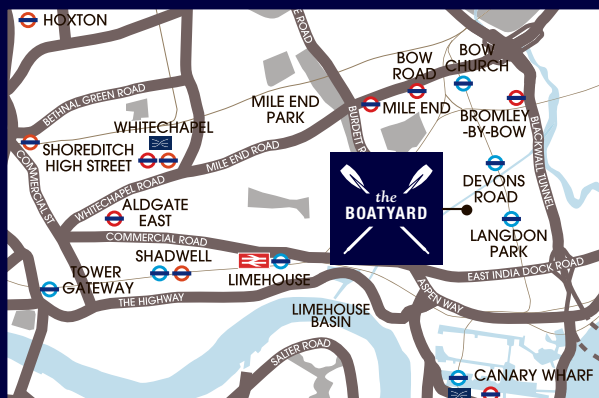 HOXTON
BETHNAL GREEN ROAD
E ROAD
BOW
ROAD
BOW
CHURCH
MILE END
PARK
MILE END
BURDETT R
BROMLEY
-BY-BOW
BLACKWALL TUNNEL
WHITECHAPEL
SHOREDITCH
HIGH STREET
MILE END ROAD
COMMERCIAL ST
WHITECHAPEL ROAD
the
BOATYARD
DEVONS
ROAD
ALDGATE
EAST
LANGDON
PARK
COMMERCIAL ROAD
SHADWELL
LIMEHOUSE
TOWER
GATEWAY
EAST INDIA DOCK ROAD
THE HIGHWAY
ASPEN WAY
LIMEHOUSE
BASIN
SALTER ROAD
CANARY WHARF